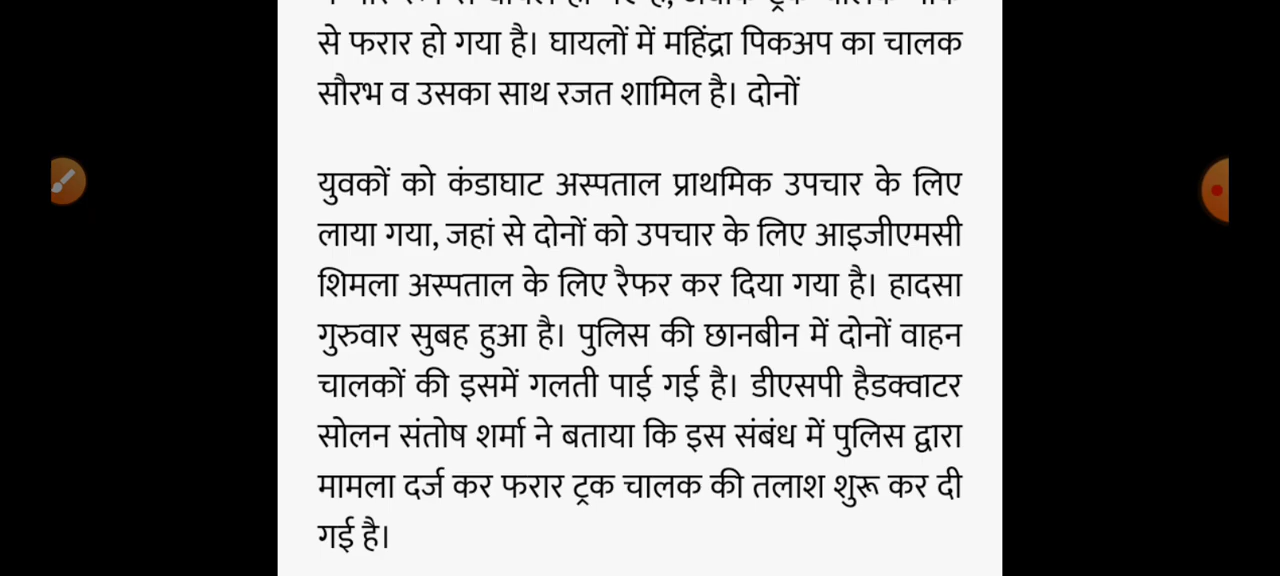 से फरार हो गया है। घायलों में महिंद्रा पिकअप का चालक
सौरभ व उसका साथ रजत शामिल है। दोनों
युवकों को कंडाघाट अस्पताल प्राथमिक उपचार के लिए
लाया गया, जहां से दोनों को उपचार के लिए आइजीएमसी
शिमला अस्पताल के लिए रैफर कर दिया गया है। हादसा
गुरुवार सुबह हुआ है। पुलिस की छानबीन में दोनों वाहन
चालकों की इसमें गलती पाई गई है। डीएसपी हैडक्वाटर
सोलन संतोष शर्मा ने बताया कि इस संबंध में पुलिस द्वारा
मामला दर्ज कर फरार ट्रक चालक की तलाश शुरू कर दी
गई है।